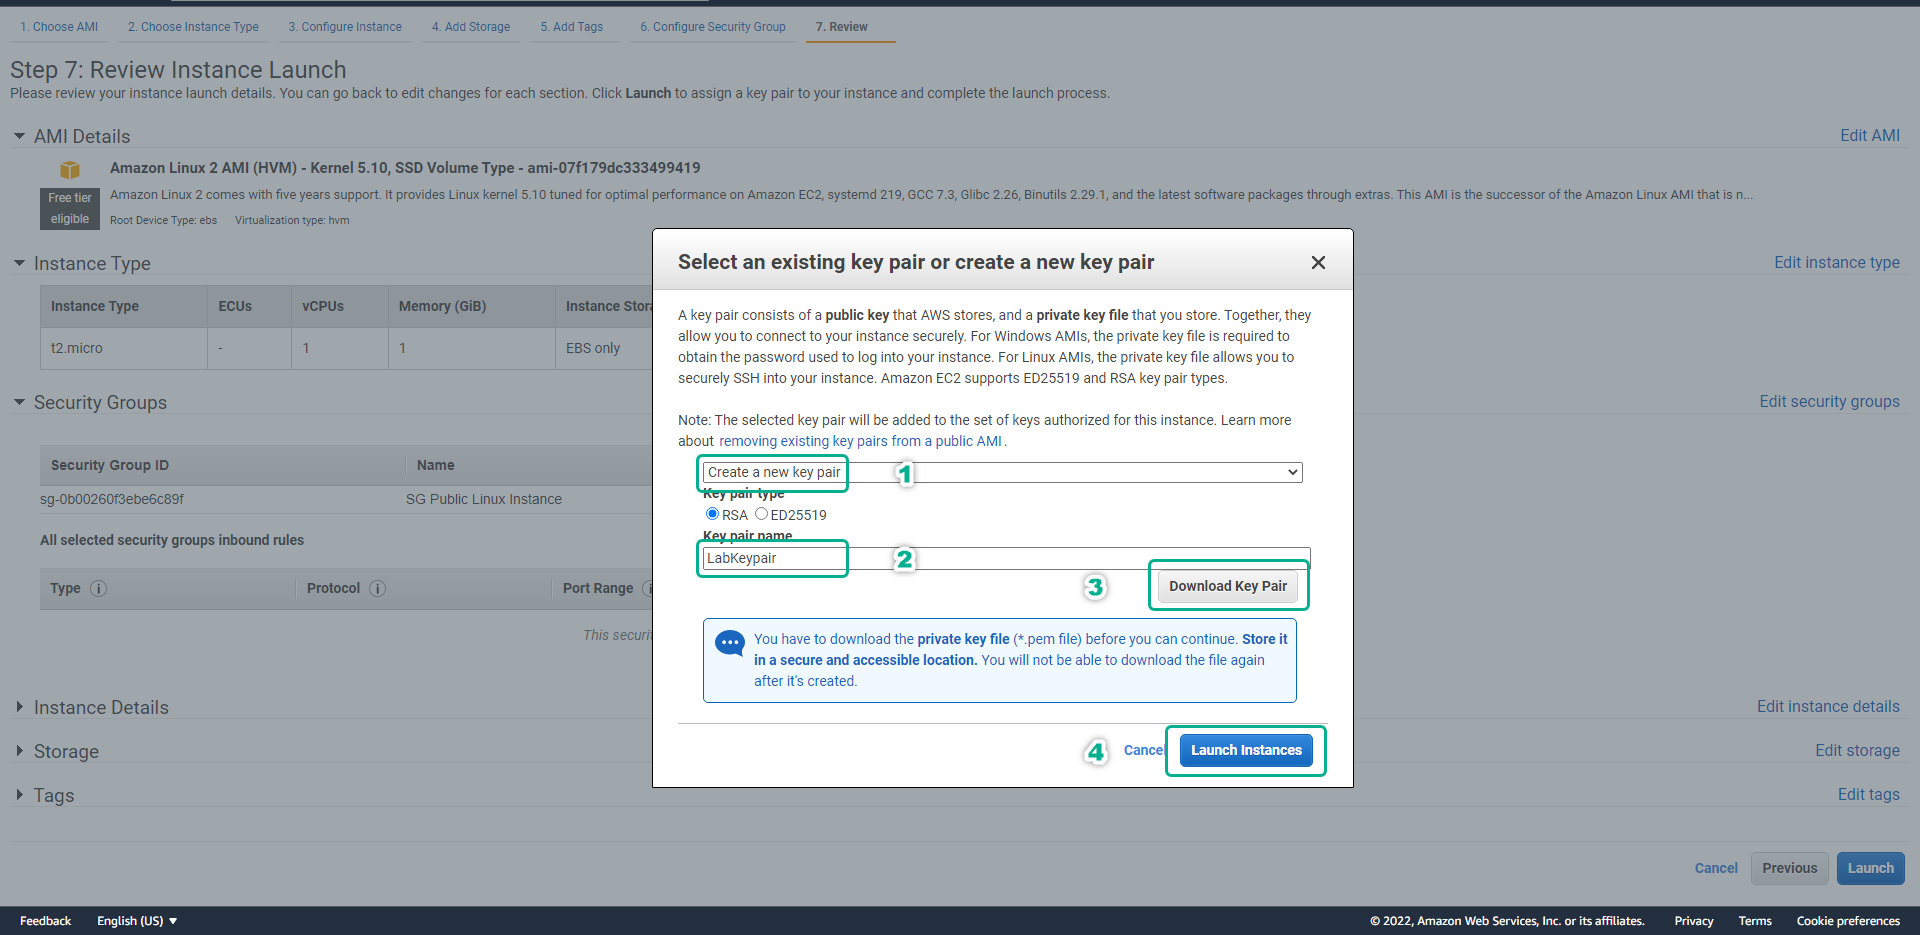 1. Choose AMI 2. Choose Instance Type 3. Configure Instance 4. Add Storage 5. Add Tags 6. Configure Security Group 7. Review
Step 7: Review Instance Launch
Please review your instance launch details. You can go back to edit changes for each section. Click Launch to assign a key pair to your instance and complete the launch process.
AMI Details Edit AMI
Amazon Linux 2 AMI (HVM) - Kernel 5.10, SSD Volume Type - ami-07f179dc333499419
Free tier eligible
Amazon Linux 2 comes with five years support. It provides Linux kernel 5.10 tuned for optimal performance on Amazon EC2, systemd 219, GCC 7.3, Glibc 2.26, Binutils 2.29.1, and the latest software packages through extras. This AMI is the successor of the Amazon Linux AMI that is n...
Root Device Type: ebs Virtualization type: hvm
Instance Type Edit instance type
Instance Type ECUs vCPUs Memory (GiB) Instance Stora
t2.micro - 1 1 EBS only
Security Groups Edit security groups
Security Group ID Name
sg-0b00260f3ebe6c89f SG Public Linux Instance
All selected security groups inbound rules
Type Protocol Port Range
This securit
Instance Details Edit instance details
Storage Edit storage
Tags Edit tags
Select an existing key pair or create a new key pair
A key pair consists of a public key that AWS stores, and a private key file that you store. Together, they
allow you to connect to your instance securely. For Windows AMIs, the private key file is required to
obtain the password used to log into your instance. For Linux AMIs, the private key file allows you to
securely SSH into your instance. Amazon EC2 supports ED25519 and RSA key pair types.
Note: The selected key pair will be added to the set of keys authorized for this instance. Learn more
about removing existing key pairs from a public AMI.
Create a new key pair 1
Key pair type
RSA ED25519
Key pair name
LabKeypair 2
3 Download Key Pair
You have to download the private key file (*.pem file) before you can continue. Store it
in a secure and accessible location. You will not be able to download the file again
after it's created.
4 Cancel Launch Instances
Cancel Previous Launch
Feedback English (US) © 2022, Amazon Web Services, Inc. or its affiliates. Privacy Terms Cookie preferences